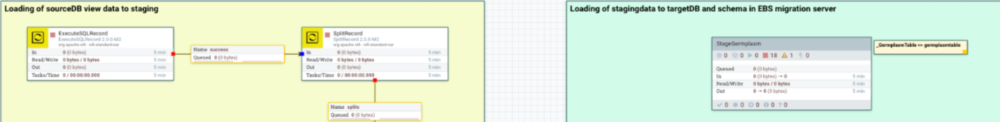 Loading of sourceDB view data to staging
ExecuteSQLRecord
ExecuteSQLRecord 2.0.0-M2
org.apache.nifi - nifi-standard-nar
In 0 (0 bytes) 5 min
Read/Write 0 bytes / 0 bytes 5 min
Out 0 (0 bytes) 5 min
Tasks/Time 0 / 00:00:00.000 5 min
Name success
Queued 0 (0 bytes)
SplitRecord
SplitRecord 2.0.0-M2
org.apache.nifi - nifi-standard-nar
In 0 (0 bytes) 5 min
Read/Write 0 bytes / 0 bytes 5 min
Out 0 (0 bytes) 5 min
Tasks/Time 0 / 00:00:00.000 5 min
Name splits
Queued 0 (0 bytes)
Loading of stagingdata to targetDB and schema in EBS migration server
StageGermplasm
0 0 0 18 1 0
Queued 0 (0 bytes)
In 0 (0 bytes) → 0 5 min
Read/Write 0 bytes / 0 bytes 5 min
Out 0 → 0 (0 bytes) 5 min
0 0 0 0 ? 0
_GermplasmTable >> germplasmtable